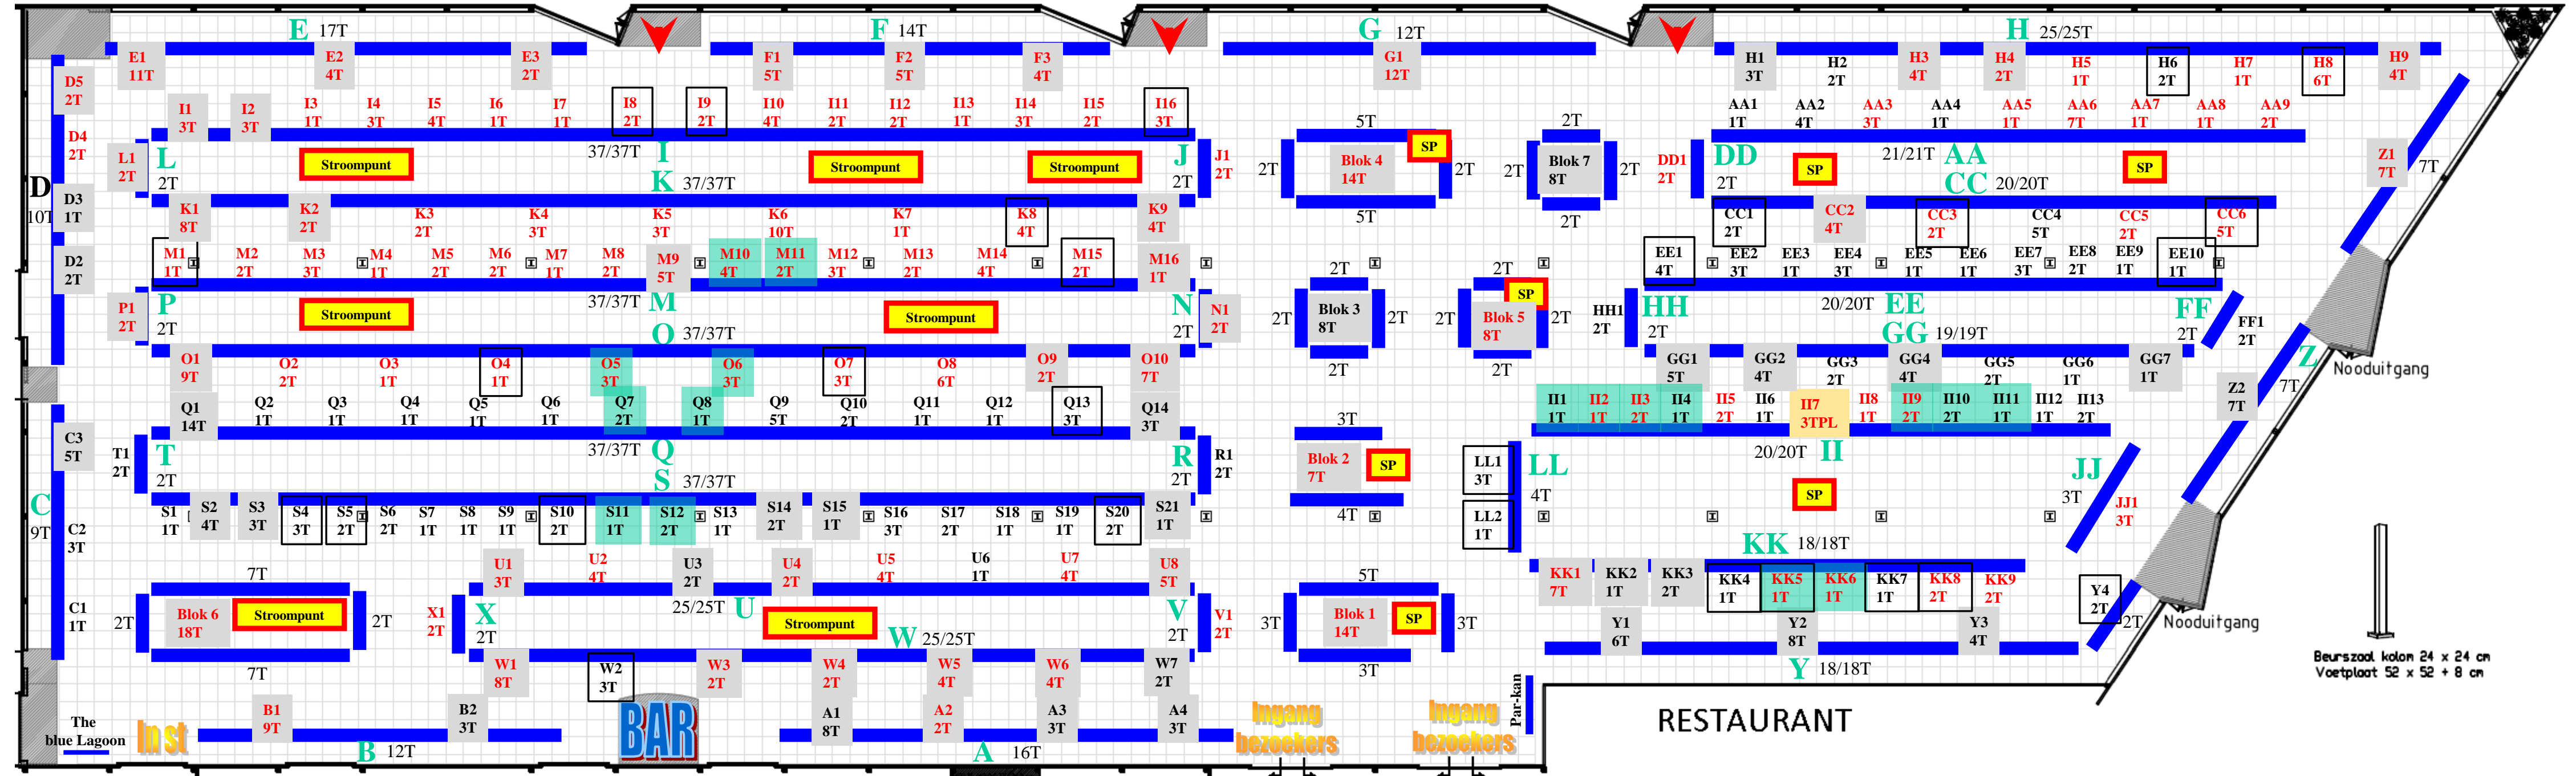 E 17T
F 14T
G 12T
H 25/25T
E1 E2 E3 F1 F2 F3 G1 H1 H2 H3 H4 H5 H6 H7 H8 H9
11T 4T 2T 5T 5T 4T 12T 3T 2T 4T 2T 1T 2T 1T 6T 4T
D5
2T
I1 I2 I3 I4 I5 I6 I7 I8 I9 I10 I11 I12 I13 I14 I15 I16
3T 3T 1T 3T 4T 1T 1T 2T 2T 4T 2T 2T 1T 3T 2T 3T
AA1 AA2 AA3 AA4 AA5 AA6 AA7 AA8 AA9
1T 4T 3T 1T 1T 7T 1T 1T 2T
D4
2T
L1
2T
L
2T
Stroompunt
37/37T I
K 37/37T
Stroompunt
Stroompunt
J
2T
J1
2T
5T
2T
Blok 4
14T
SP
2T
5T
2T
2T
Blok 7
8T
2T
2T
DD1
2T
DD
2T
SP
21/21T AA
CC 20/20T
SP
Z1
7T
7T
D
10T
D3
1T
K1 K2 K3 K4 K5 K6 K7 K8 K9
8T 2T 2T 3T 3T 10T 1T 4T 4T
CC1 CC2 CC3 CC4 CC5 CC6
2T 4T 2T 5T 2T 5T
D2
2T
M1 M2 M3 M4 M5 M6 M7 M8 M9 M10 M11 M12 M13 M14 M15 M16
1T 2T 3T 1T 2T 2T 1T 2T 5T 4T 2T 3T 2T 4T 2T 1T
EE1 EE2 EE3 EE4 EE5 EE6 EE7 EE8 EE9 EE10
4T 3T 1T 3T 1T 1T 3T 2T 1T 1T
P1
2T
P
2T
Stroompunt
37/37T M
O 37/37T
Stroompunt
N
2T
N1
2T
2T
2T
Blok 3
8T
2T
2T
2T
2T
Blok 5
8T
SP
2T
2T
HH1
2T
HH
2T
20/20T EE
GG 19/19T
FF
2T
FF1
2T
Z
7T
Nooduitgang
O1 O2 O3 O4 O5 O6 O7 O8 O9 O10
9T 2T 1T 1T 3T 3T 3T 6T 2T 7T
GG1 GG2 GG3 GG4 GG5 GG6 GG7
5T 4T 2T 4T 2T 1T 1T
Z2
7T
Q1 Q2 Q3 Q4 Q5 Q6 Q7 Q8 Q9 Q10 Q11 Q12 Q13 Q14
14T 1T 1T 1T 1T 1T 2T 1T 5T 2T 1T 1T 3T 3T
II1 II2 II3 II4 II5 II6 II7 II8 II9 II10 II11 II12 II13
1T 1T 2T 1T 2T 1T 3TPL 1T 2T 2T 1T 1T 2T
C3
5T
T1
2T
T
2T
37/37T Q
S 37/37T
R
2T
R1
2T
3T
Blok 2
7T
SP
4T
LL1
3T
LL
4T
LL2
1T
20/20T II
SP
JJ
3T
JJ1
3T
C
9T
C2
3T
S1 S2 S3 S4 S5 S6 S7 S8 S9 S10 S11 S12 S13 S14 S15 S16 S17 S18 S19 S20 S21
1T 4T 3T 3T 2T 2T 1T 1T 1T 2T 1T 2T 1T 2T 1T 3T 2T 1T 1T 2T 1T
KK 18/18T
U1 U2 U3 U4 U5 U6 U7 U8
3T 4T 2T 2T 4T 1T 4T 5T
KK1 KK2 KK3 KK4 KK5 KK6 KK7 KK8 KK9
7T 1T 2T 1T 1T 1T 1T 2T 2T
C1
1T
7T
2T
Blok 6
18T
Stroompunt
2T
7T
X1
2T
X
2T
25/25T U
Stroompunt
W 25/25T
V
2T
V1
2T
5T
3T
Blok 1
14T
SP
3T
3T
Y1 Y2 Y3
6T 8T 4T
Y4
2T
2T
Nooduitgang
Y 18/18T
Beurszaal kolom 24 x 24 cm
Voetplaat 52 x 52 + 8 cm
W1 W2 W3 W4 W5 W6 W7
8T 3T 2T 2T 4T 4T 2T
B1 B2
9T 3T
A1 A2 A3 A4
8T 2T 3T 3T
The
blue Lagoon
In st
BAR
Ingang
bezoekers
Ingang
bezoekers
Par-kan
RESTAURANT
B 12T
A 16T